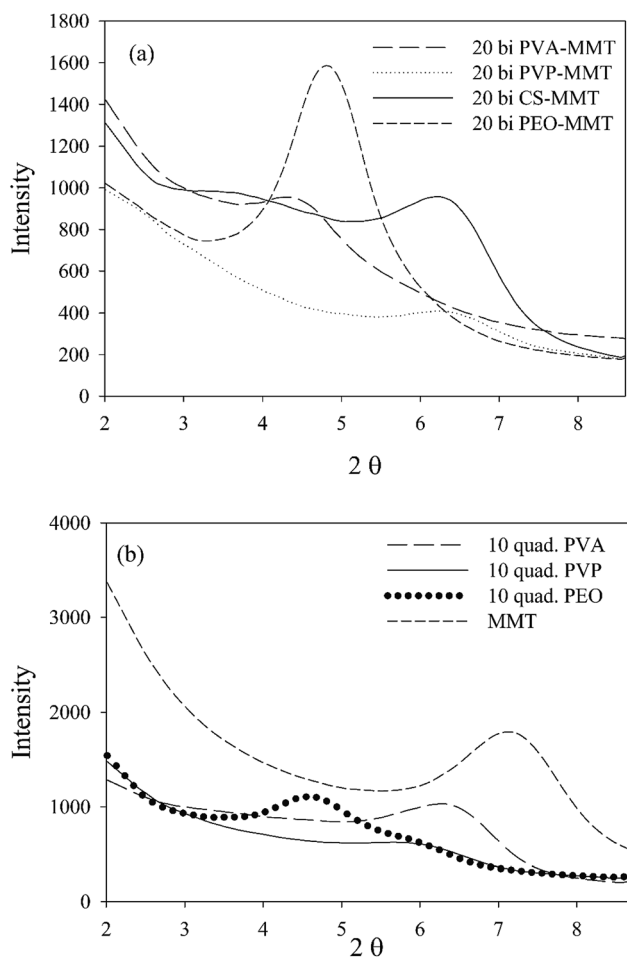 (a)
20 bi PVA-MMT
20 bi PVP-MMT
20 bi CS-MMT
20 bi PEO-MMT
1800
1600
1400
1200
1000
800
600
400
200
0
Intensity
2 3 4 5 6 7 8
2 θ
(b)
10 quad. PVA
10 quad. PVP
10 quad. PEO
MMT
4000
3000
2000
1000
0
Intensity
2 3 4 5 6 7 8
2 θ